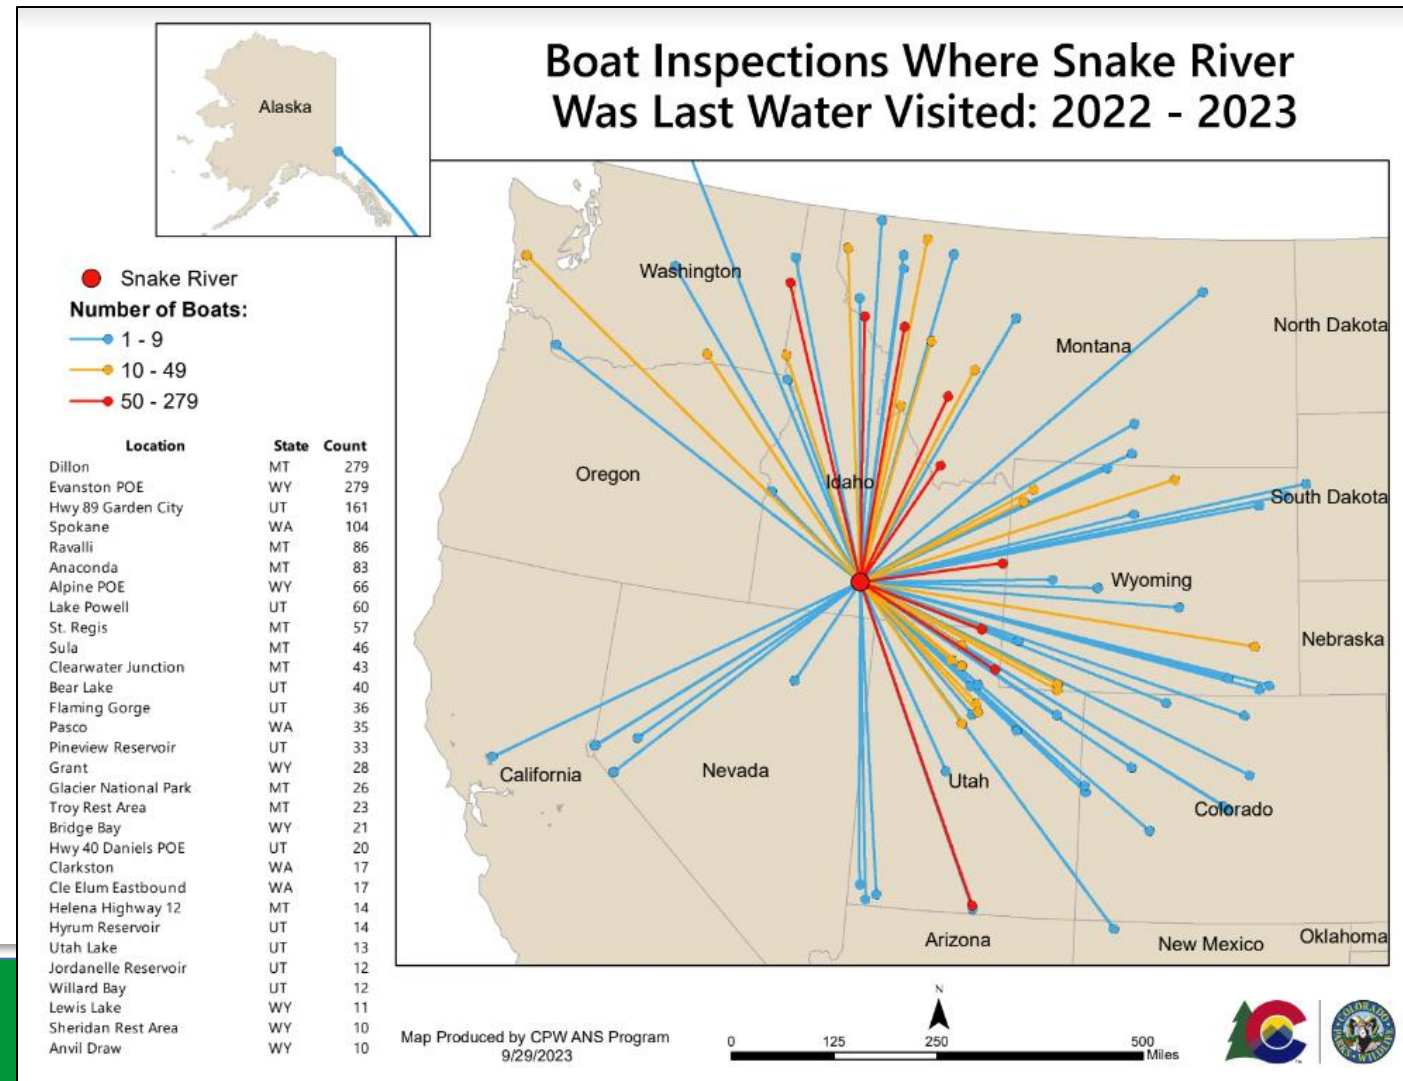 Boat Inspections Where Snake River
Was Last Water Visited: 2022 - 2023
Alaska
Snake River
Number of Boats:
1 - 9
10 - 49
50 - 279
Location State Count
Dillon MT 279
Evanston POE WY 279
Hwy 89 Garden City UT 161
Spokane WA 104
Ravalli MT 86
Anaconda MT 83
Alpine POE WY 66
Lake Powell UT 60
St. Regis MT 57
Sula MT 46
Clearwater Junction MT 43
Bear Lake UT 40
Flaming Gorge UT 36
Pasco WA 35
Pineview Reservoir UT 33
Grant WY 28
Glacier National Park MT 26
Troy Rest Area MT 23
Bridge Bay WY 21
Hwy 40 Daniels POE UT 20
Clarkston WA 17
Cle Elum Eastbound WA 17
Helena Highway 12 MT 14
Hyrum Reservoir UT 14
Utah Lake UT 13
Jordanelle Reservoir UT 12
Willard Bay UT 12
Lewis Lake WY 11
Sheridan Rest Area WY 10
Anvil Draw WY 10
Washington
Montana
North Dakota
Oregon
Idaho
South Dakota
Wyoming
Nebraska
California
Nevada
Utah
Colorado
Arizona
New Mexico
Oklahoma
Map Produced by CPW ANS Program
9/29/2023
N
0 125 250 500
Miles
COLORADO
PARKS WILDLIFE